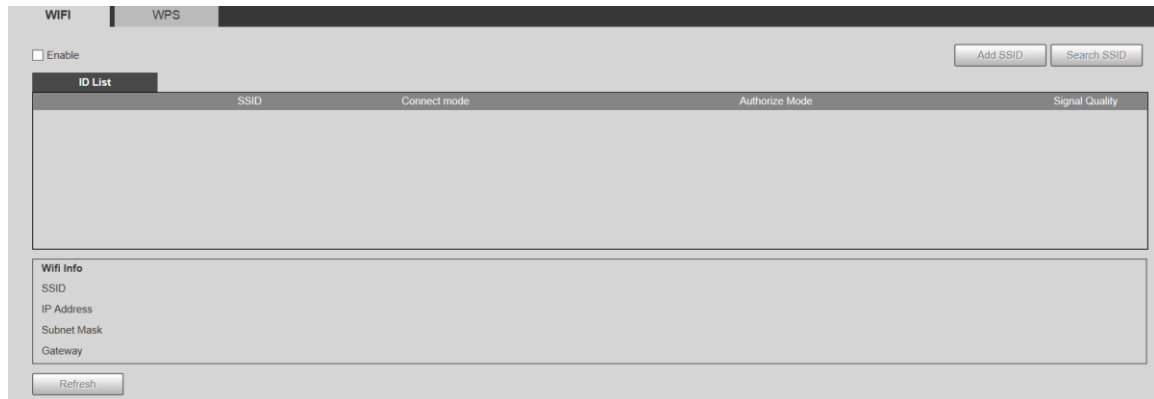 WIFI WPS
Enable Add SSID Search SSID
ID List
SSID Connect mode Authorize Mode Signal Quality
Wifi Info
SSID
IP Address
Subnet Mask
Gateway
Refresh